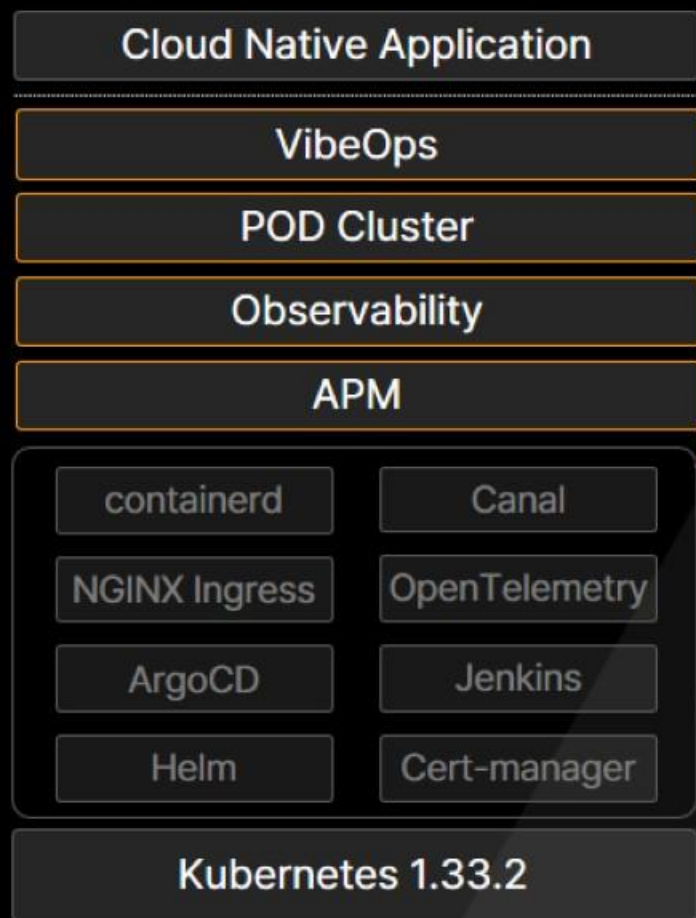 Cloud Native Application
VibeOps
POD Cluster
Observability
APM
containerd
Canal
NGINX Ingress
OpenTelemetry
ArgoCD
Jenkins
Helm
Cert-manager
Kubernetes 1.33.2